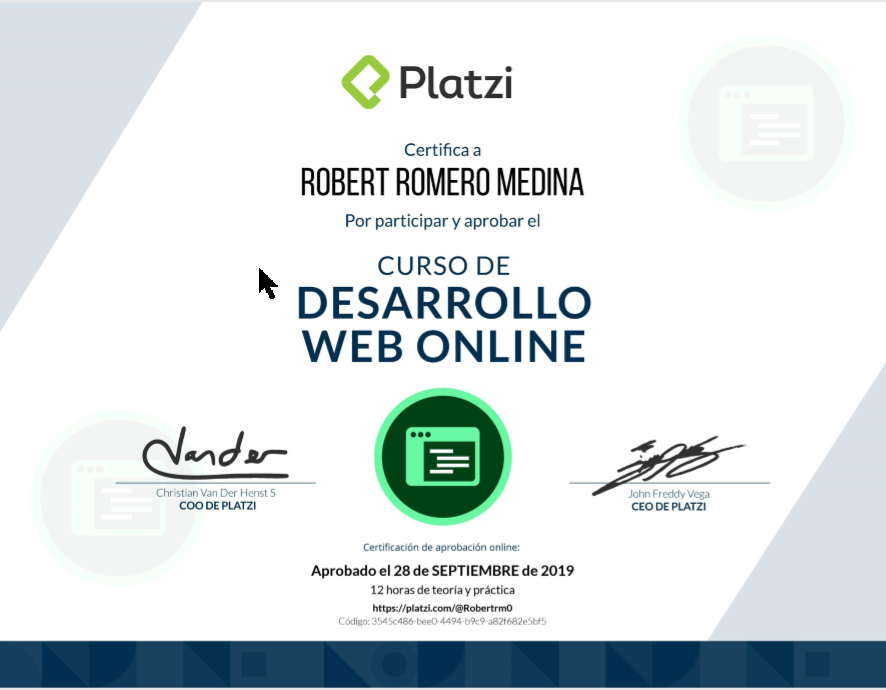 Platzi
Certifica a
ROBERT ROMERO MEDINA
Por participar y aprobar el
CURSO DE
DESARROLLO
WEB ONLINE
Vander
Christian Van Der Henst S
COO DE PLATZI
John Freddy Vega
CEO DE PLATZI
Certificación de aprobación online:
Aprobado el 28 de SEPTIEMBRE de 2019
12 horas de teoría y práctica
https://platzi.com/@Robertrm0
Código: 3545c486-bee0-4494-b9c9-a82f682e5bf5